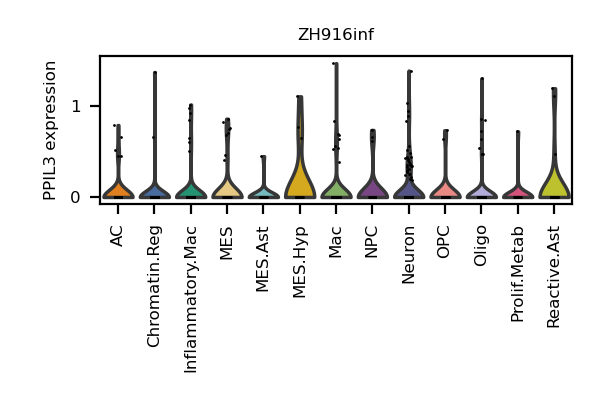 ZH916inf
PPIL3 expression
1
0
AC
Chromatin.Reg
Inflammatory.Mac
MES
MES.Ast
MES.Hyp
Mac
NPC
Neuron
OPC
Oligo
Prolif.Metab
Reactive.Ast